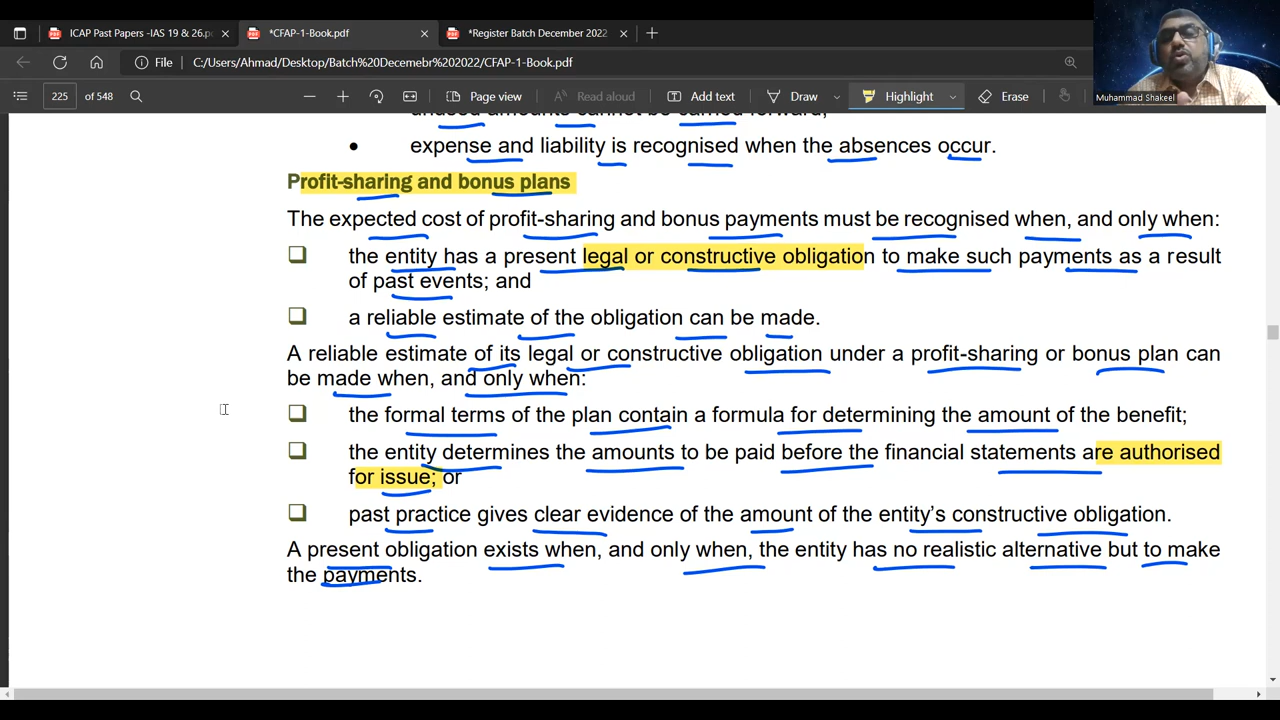 ICAP Past Papers -IAS 19 & 26.p
*CFAP-1-Book.pdf
*Register Batch December 2022
File
C:/Users/Ahmad/Desktop/Batch%20Decemebr%202022/CFAP-1-Book.pdf
225 of 548
Page view
Read aloud
Add text
Draw
Highlight
Erase
Muhammad Shakeel
unused amounts cannot be carried forward;
• expense and liability is recognised when the absences occur.
Profit-sharing and bonus plans
The expected cost of profit-sharing and bonus payments must be recognised when, and only when:
❑ the entity has a present legal or constructive obligation to make such payments as a result
of past events; and
❑ a reliable estimate of the obligation can be made.
A reliable estimate of its legal or constructive obligation under a profit-sharing or bonus plan can
be made when, and only when:
❑ the formal terms of the plan contain a formula for determining the amount of the benefit;
❑ the entity determines the amounts to be paid before the financial statements are authorised
for issue; or
❑ past practice gives clear evidence of the amount of the entity’s constructive obligation.
A present obligation exists when, and only when, the entity has no realistic alternative but to make
the payments.